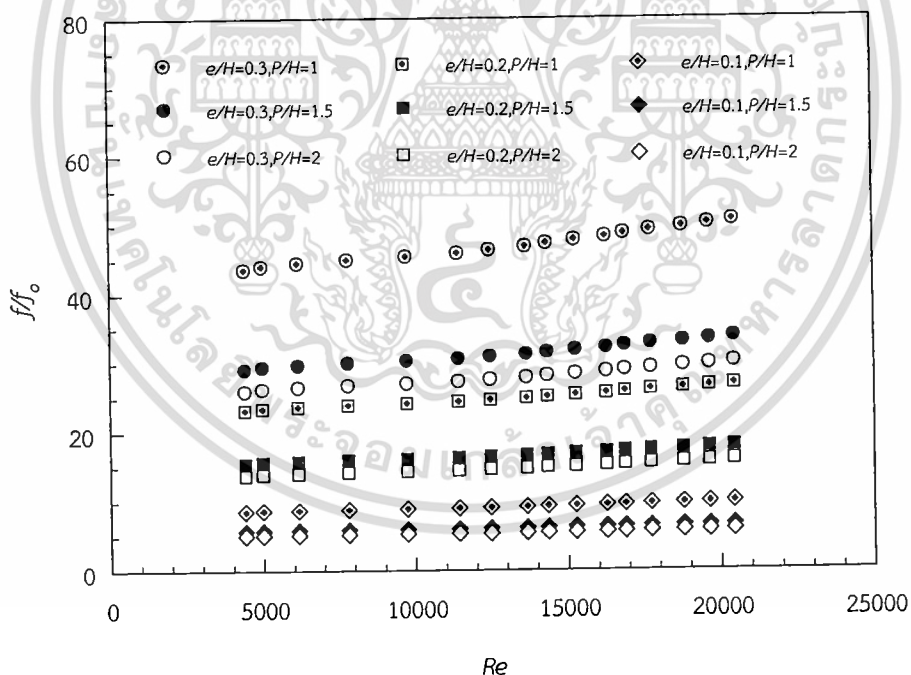 80
e/H=0.3,P/H=1
e/H=0.2,P/H=1
e/H=0.1,P/H=1
e/H=0.3,P/H=1.5
e/H=0.2,P/H=1.5
e/H=0.1,P/H=1.5
e/H=0.3,P/H=2
e/H=0.2,P/H=2
e/H=0.1,P/H=2
60
f/fₒ
40
20
0
0
5000
10000
15000
20000
25000
Re